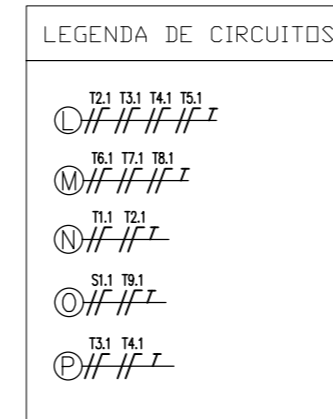 LEGENDA DE CIRCUITOS
T2.1 T3.1 T4.1 T5.1
L
T6.1 T7.1 T8.1
M
T1.1 T2.1
N
S1.1 T9.1
O
T3.1 T4.1
P